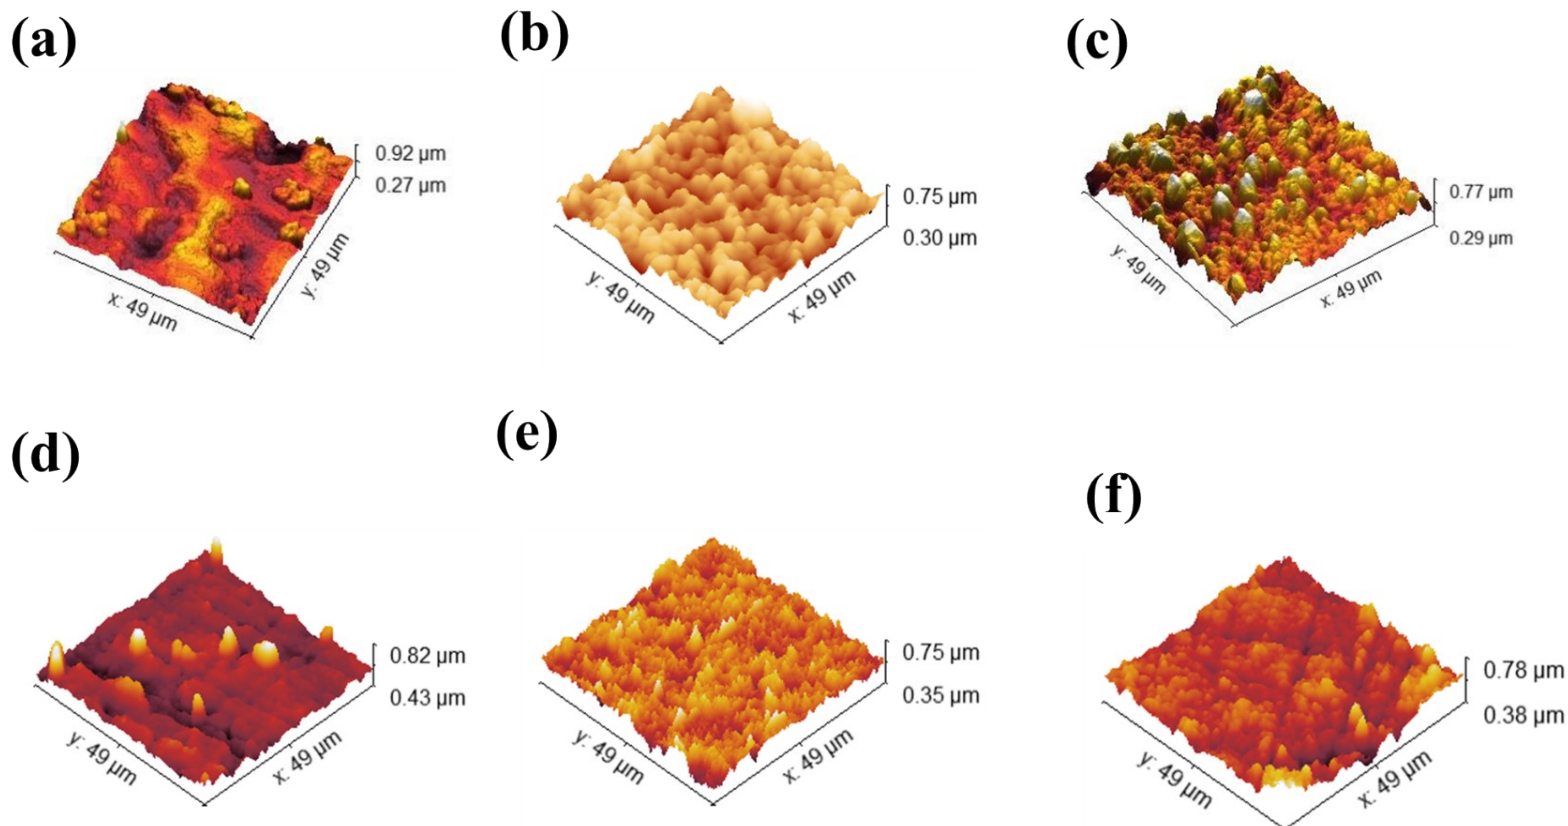 (a)
0.92 µm
0.27 µm
x: 49 µm
y: 49 µm
(b)
0.75 µm
0.30 µm
y: 49 µm
x: 49 µm
(c)
0.77 µm
0.29 µm
y: 49 µm
x: 49 µm
(d)
0.82 µm
0.43 µm
y: 49 µm
x: 49 µm
(e)
0.75 µm
0.35 µm
y: 49 µm
x: 49 µm
(f)
0.78 µm
0.38 µm
y: 49 µm
x: 49 µm